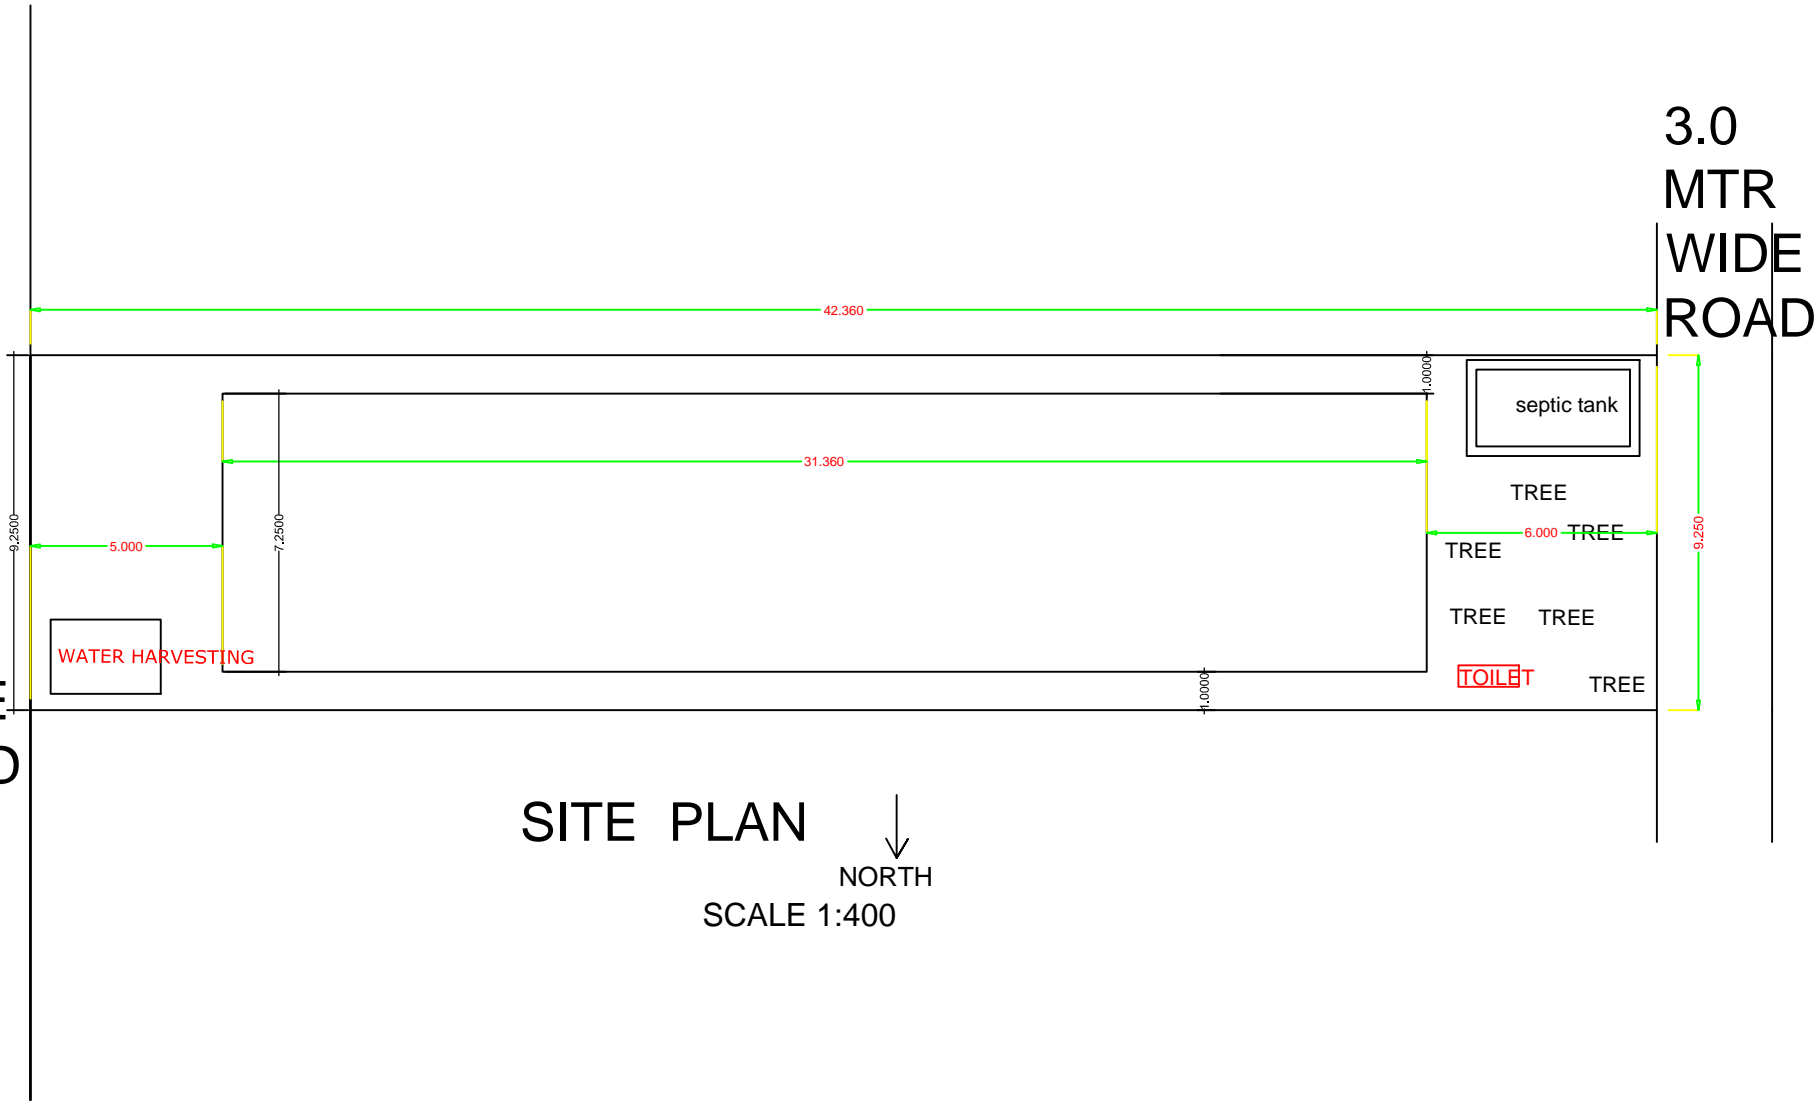 3.0
MTR
WIDE
ROAD
42.360
1.0000
septic tank
31.360
TREE
9.2500
7.2500
5.000
6.000
TREE
9.250
TREE
TREE
TREE
WATER HARVESTING
TOILET
TREE
1.0000
D
SITE PLAN
NORTH
SCALE 1:400